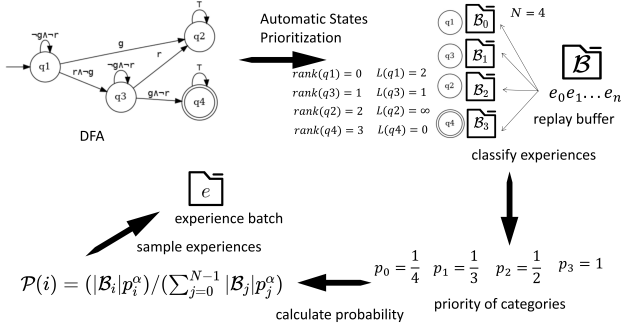 ¬g∧¬r
g
⊤
q2
q1
¬g∧¬r
r
⊤
r∧¬g
q3
g∧¬r
q4
DFA
Automatic States
Prioritization
rank(q1) = 0 L(q1) = 2
rank(q3) = 1 L(q3) = 1
rank(q2) = 2 L(q2) = ∞
rank(q4) = 3 L(q4) = 0
q1 ℬ₀ N = 4
q3 ℬ₁
q2 ℬ₂
q4 ℬ₃
ℬ
e₀e₁…eₙ
replay buffer
classify experiences
e
experience batch
sample experiences
𝒫(i) = (|ℬᵢ|pᵢ^α)/(∑_{j=0}^{N−1} |ℬⱼ|pⱼ^α)
calculate probability
p₀ = 1/4 p₁ = 1/3 p₂ = 1/2 p₃ = 1
priority of categories